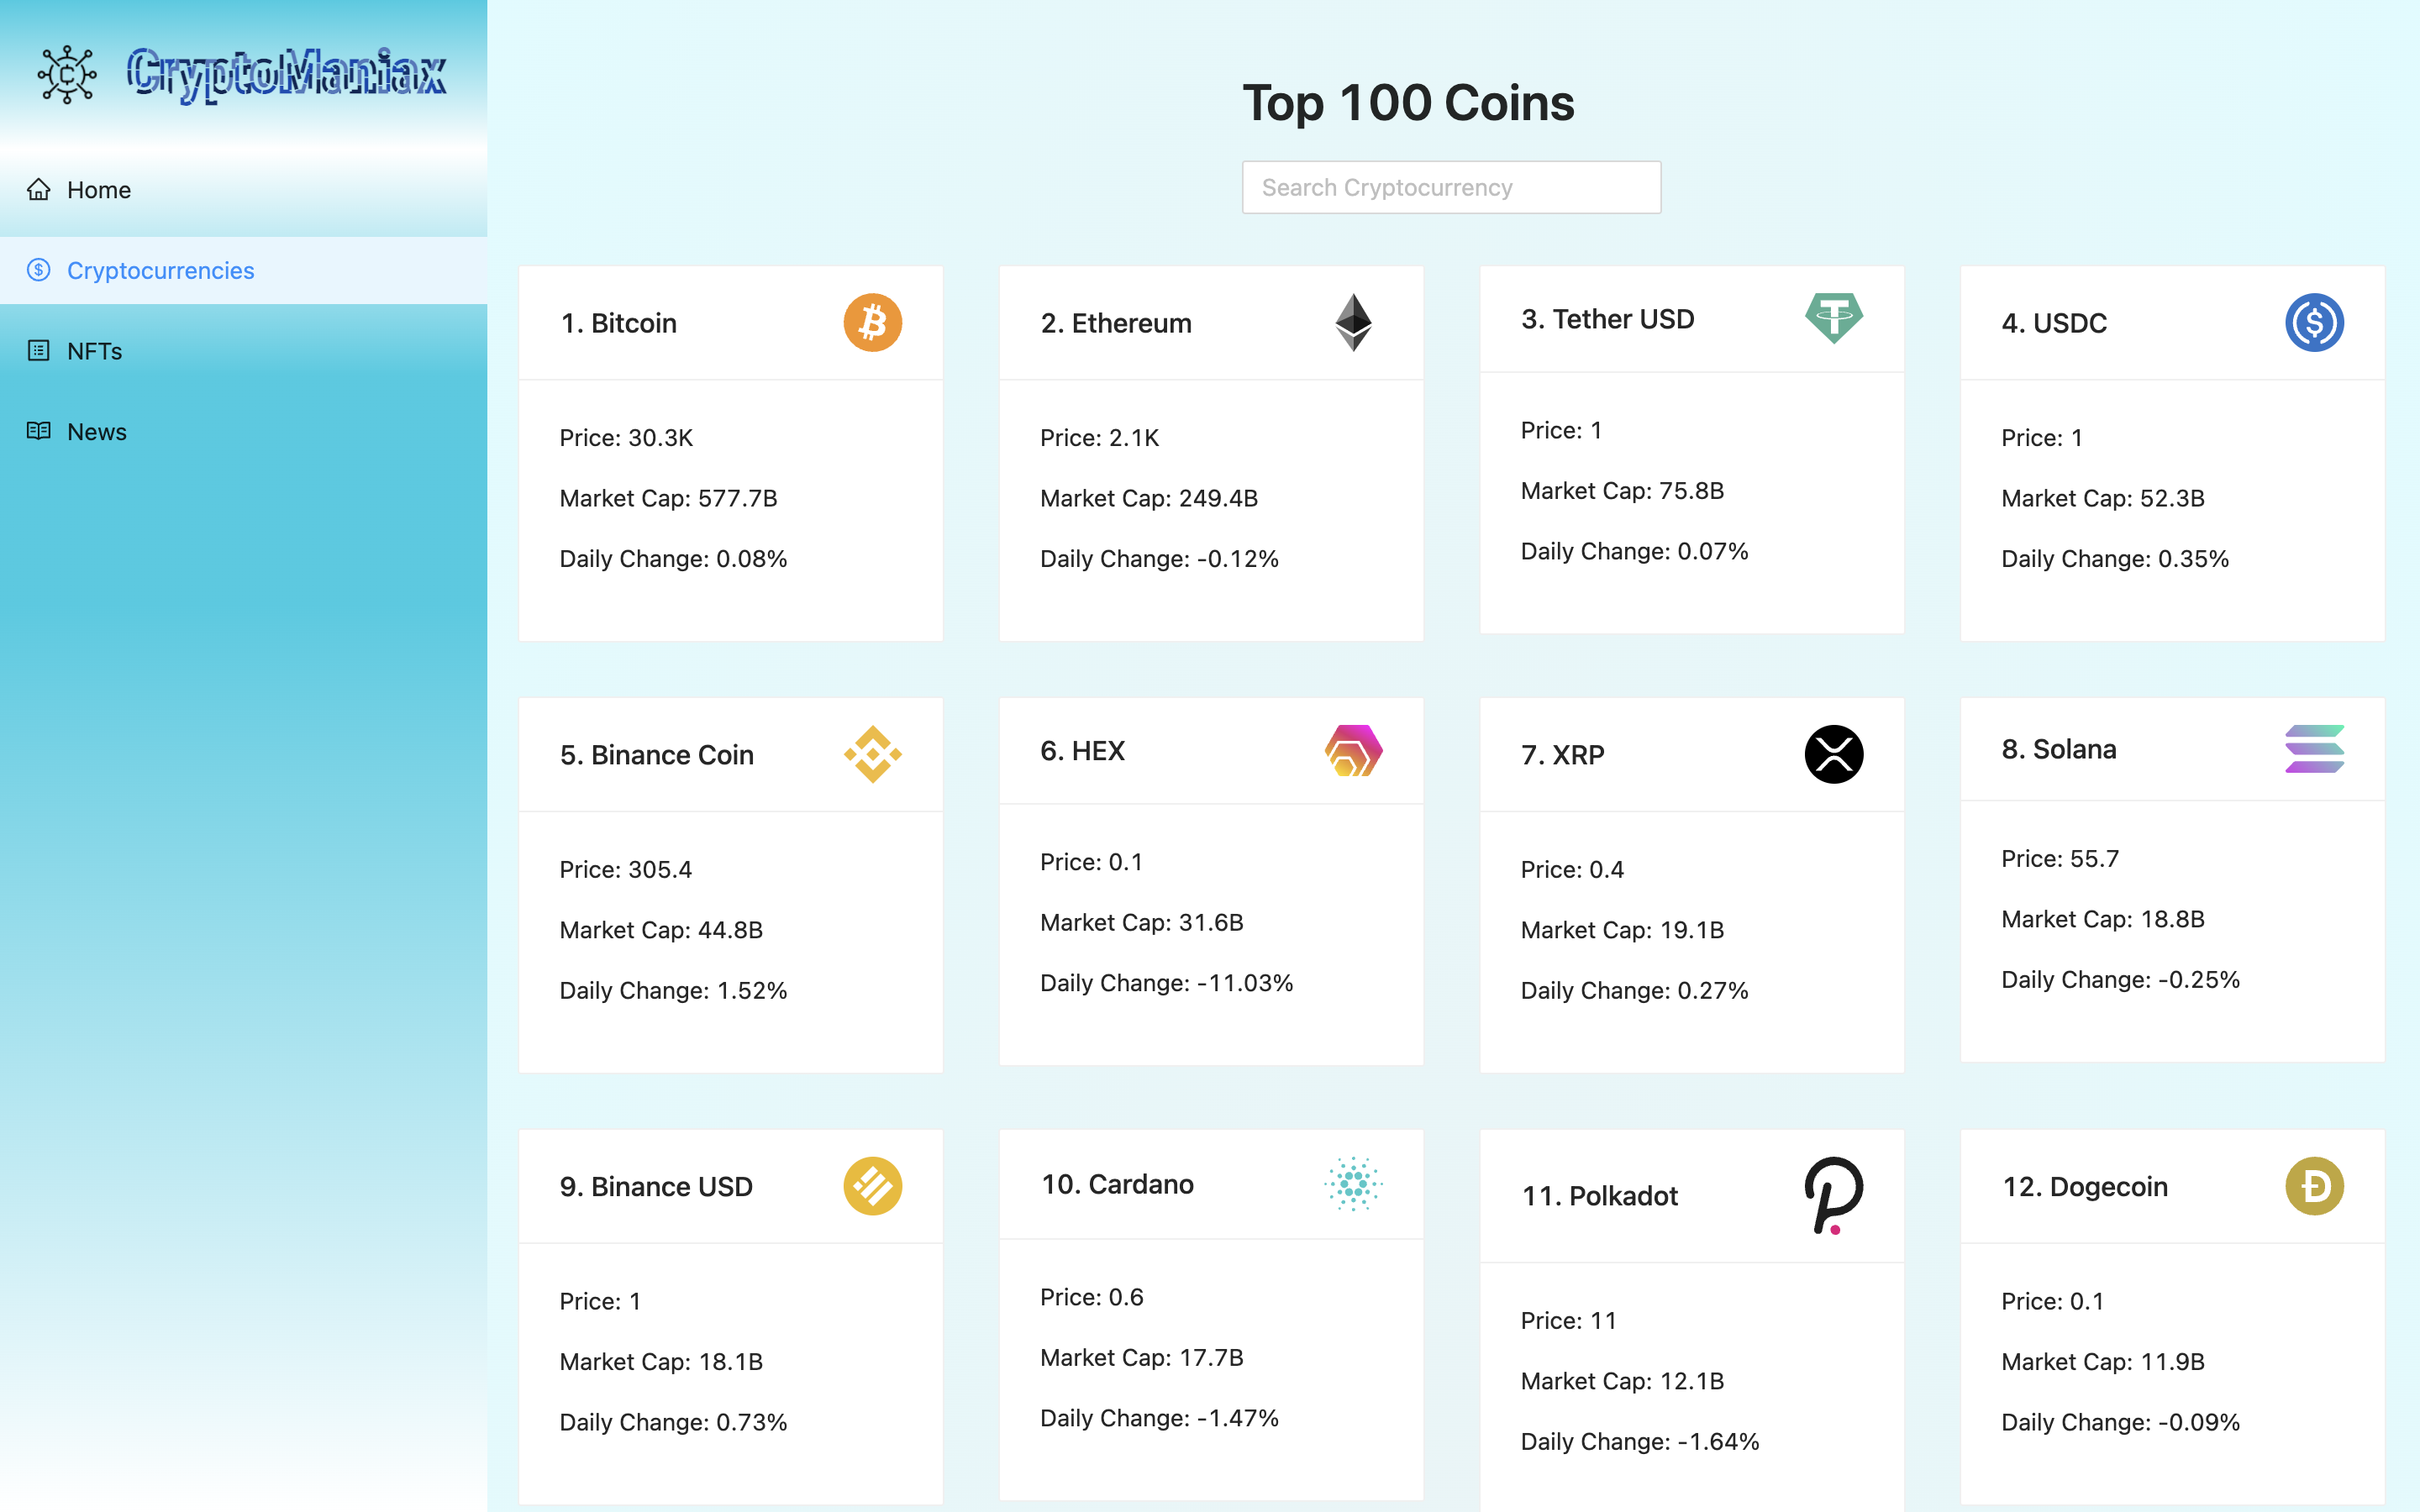 CryptoManiax
Home
Cryptocurrencies
NFTs
News
Top 100 Coins
Search Cryptocurrency
1. Bitcoin
Price: 30.3K
Market Cap: 577.7B
Daily Change: 0.08%
2. Ethereum
Price: 2.1K
Market Cap: 249.4B
Daily Change: -0.12%
3. Tether USD
Price: 1
Market Cap: 75.8B
Daily Change: 0.07%
4. USDC
Price: 1
Market Cap: 52.3B
Daily Change: 0.35%
5. Binance Coin
Price: 305.4
Market Cap: 44.8B
Daily Change: 1.52%
6. HEX
Price: 0.1
Market Cap: 31.6B
Daily Change: -11.03%
7. XRP
Price: 0.4
Market Cap: 19.1B
Daily Change: 0.27%
8. Solana
Price: 55.7
Market Cap: 18.8B
Daily Change: -0.25%
9. Binance USD
Price: 1
Market Cap: 18.1B
Daily Change: 0.73%
10. Cardano
Price: 0.6
Market Cap: 17.7B
Daily Change: -1.47%
11. Polkadot
Price: 11
Market Cap: 12.1B
Daily Change: -1.64%
12. Dogecoin
Price: 0.1
Market Cap: 11.9B
Daily Change: -0.09%